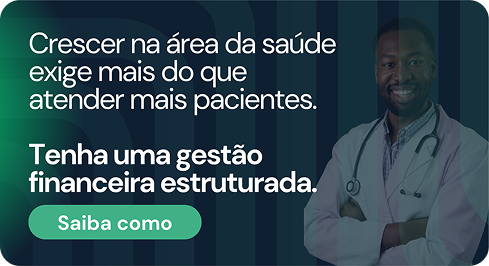 Crescer na área da saúde
exige mais do que
atender mais pacientes.
Tenha uma gestão
financeira estruturada.
Saiba como